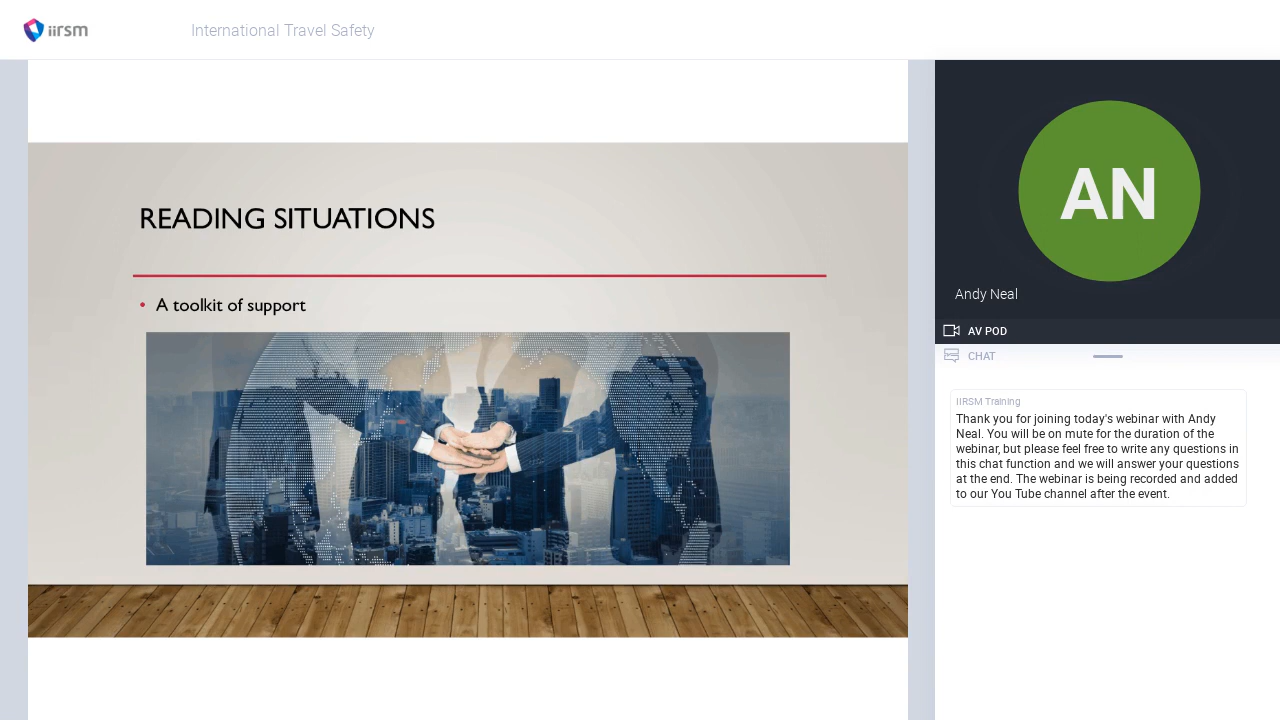 iirsm
International Travel Safety
READING SITUATIONS
• A toolkit of support
AN
Andy Neal
AV POD
CHAT
IIRSM Training
Thank you for joining today's webinar with Andy
Neal. You will be on mute for the duration of the
webinar, but please feel free to write any questions in
this chat function and we will answer your questions
at the end. The webinar is being recorded and added
to our You Tube channel after the event.